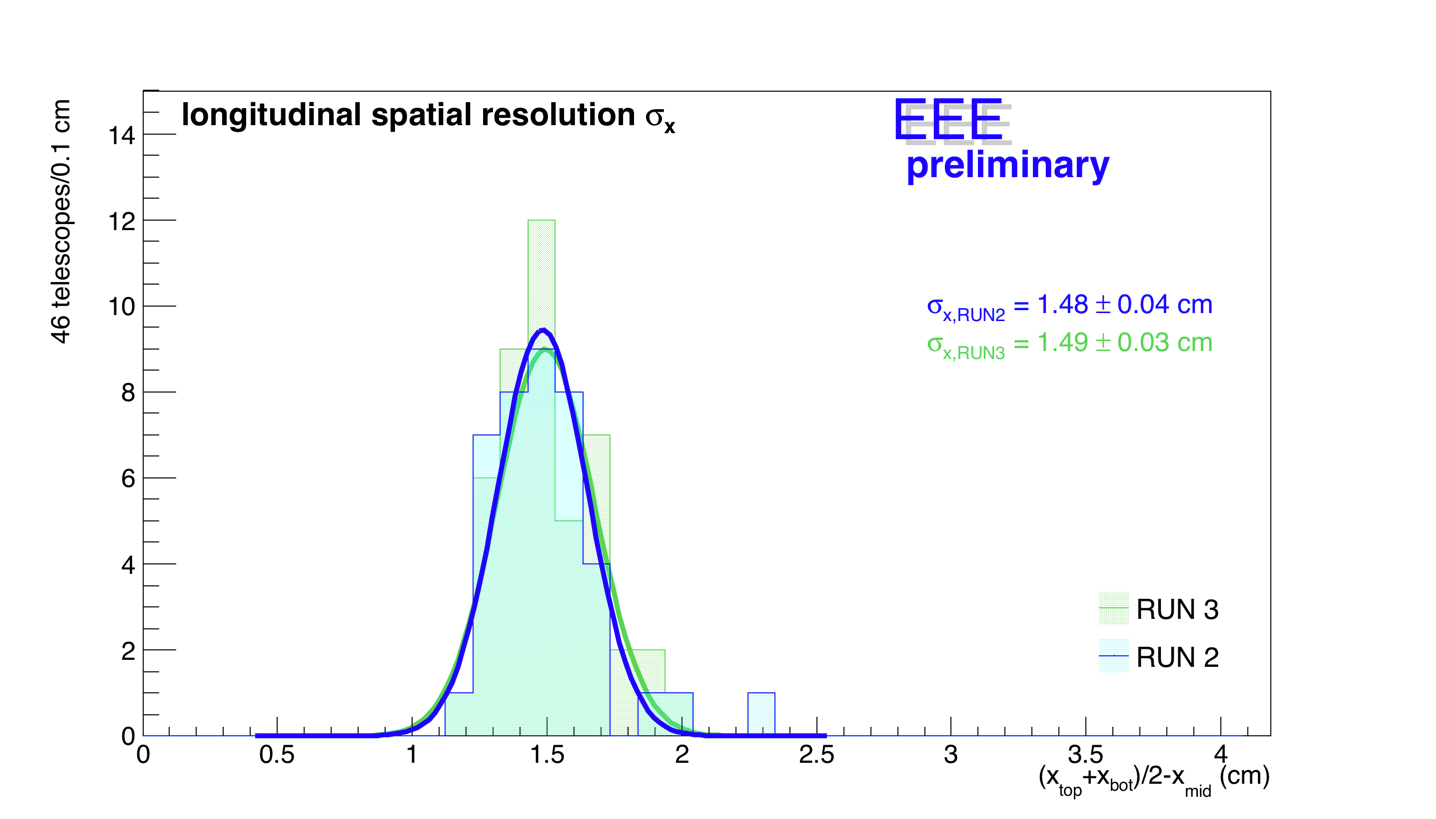 longitudinal spatial resolution σx
EEE
preliminary
46 telescopes/0.1 cm
14
12
10
8
6
4
2
0
σx,RUN2 = 1.48 ± 0.04 cm
σx,RUN3 = 1.49 ± 0.03 cm
RUN 3
RUN 2
0 0.5 1 1.5 2 2.5 3 3.5 4
(xtop+xbot)/2-xmid (cm)